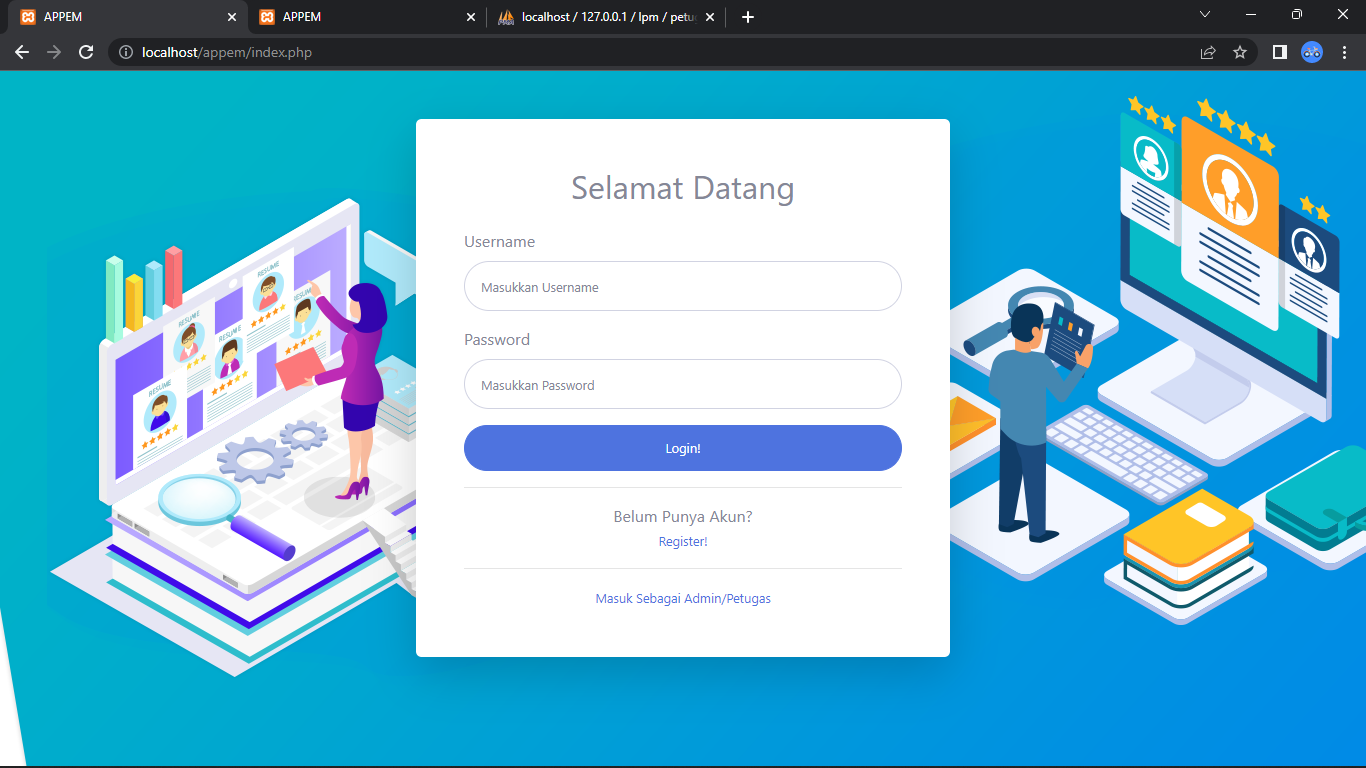 APPEM
APPEM
localhost / 127.0.0.1 / lpm / petu
localhost/appem/index.php
Selamat Datang
Username
Masukkan Username
Password
Masukkan Password
Login!
Belum Punya Akun?
Register!
Masuk Sebagai Admin/Petugas
RESUME
RESUME
RESUME
RESUME